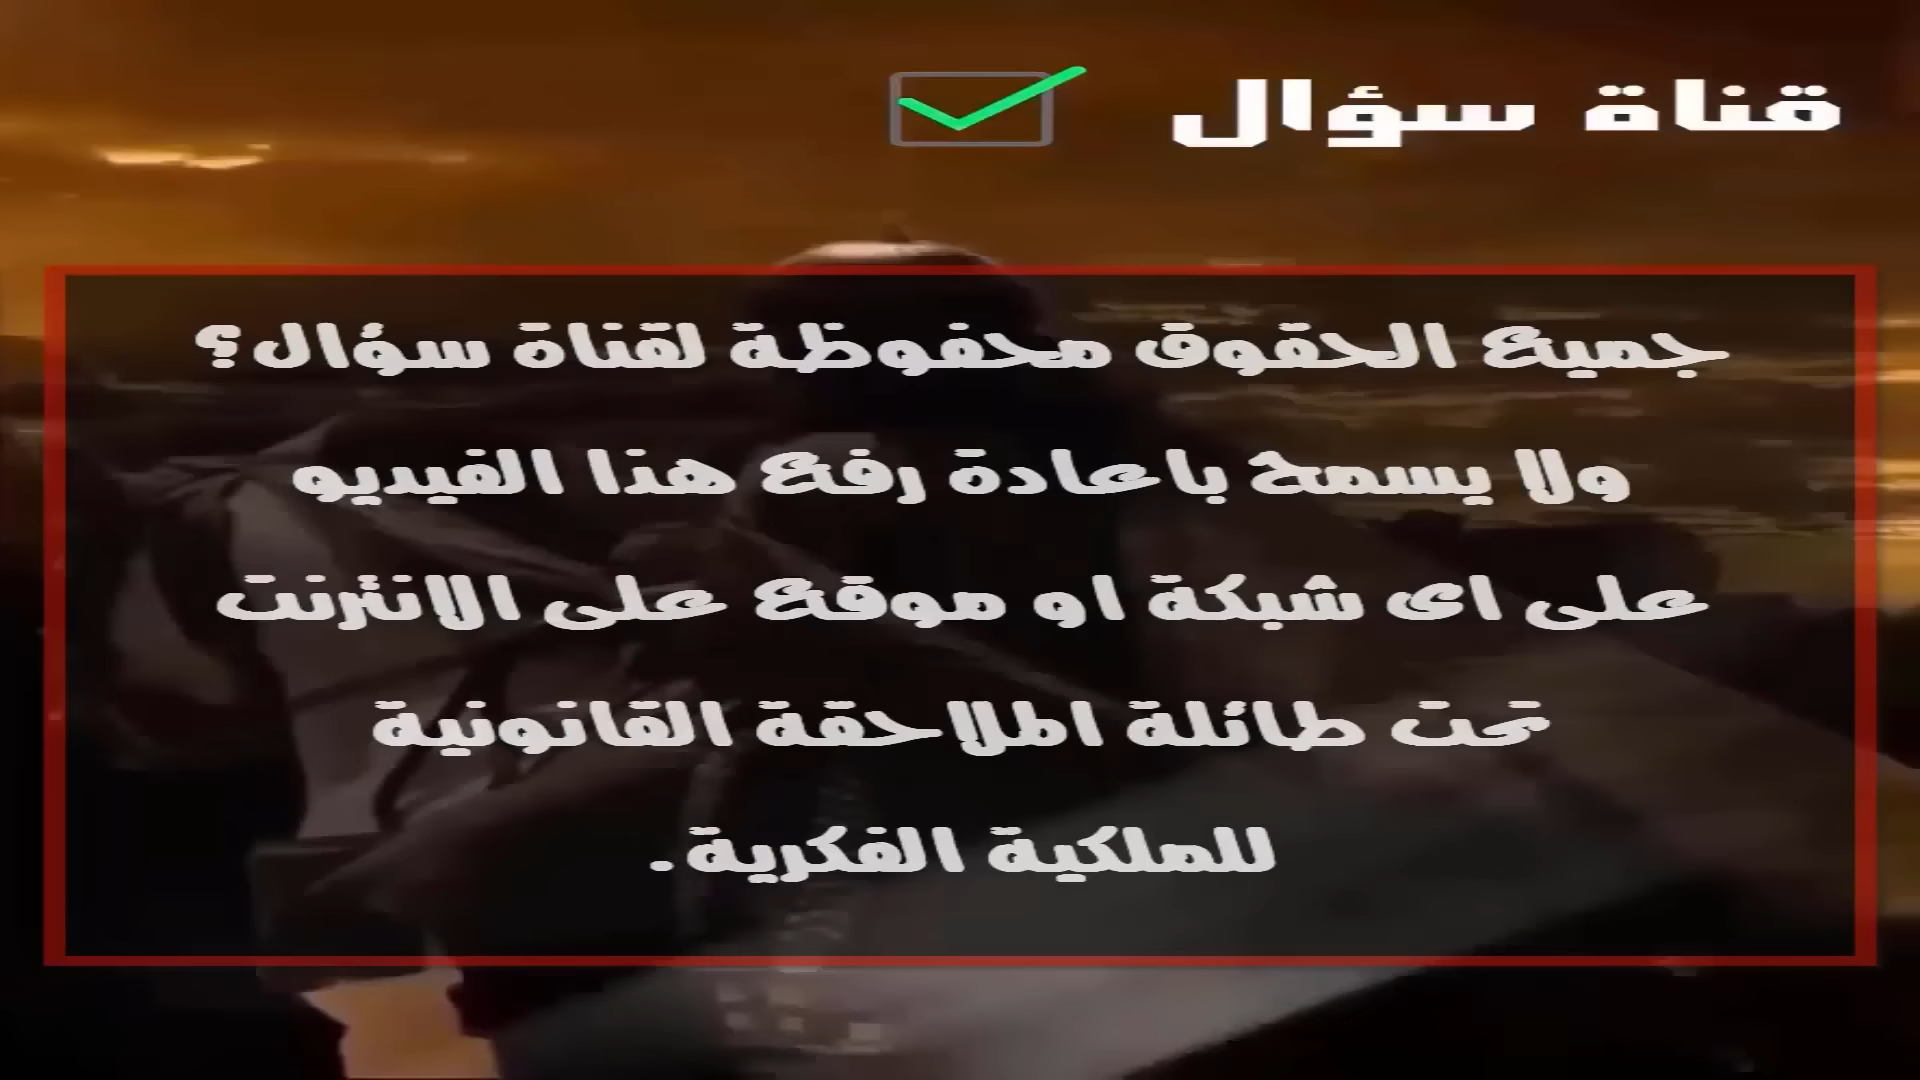 قناة سؤال
جميع الحقوق محفوظة لقناة سؤال؟
ولا يسمح باعادة رفع هذا الفيديو
على اى شبكة او موقع على الانترنت
تحت طائلة الملاحقة القانونية
للملكية الفكرية.